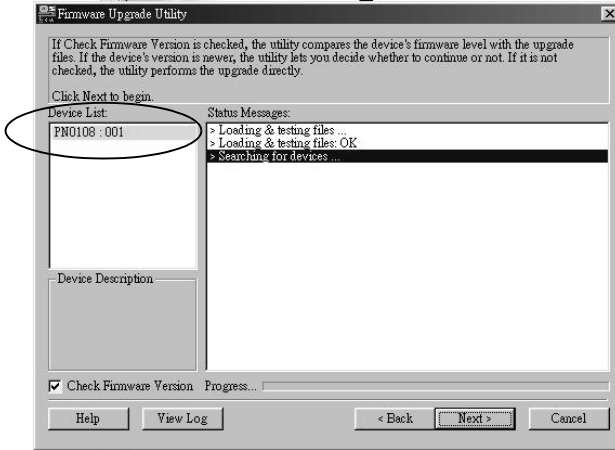 Firmware Upgrade Utility
If Check Firmware Version is checked, the utility compares the device's firmware level with the upgrade
files. If the device's version is newer, the utility lets you decide whether to continue or not. If it is not
checked, the utility performs the upgrade directly.
Click Next to begin.
Device List:
PN0108 : 001
Status Messages:
> Loading & testing files ...
> Loading & testing files: OK
> Searching for devices ...
Device Description
Check Firmware Version
Progress...
Help
View Log
< Back
Next >
Cancel